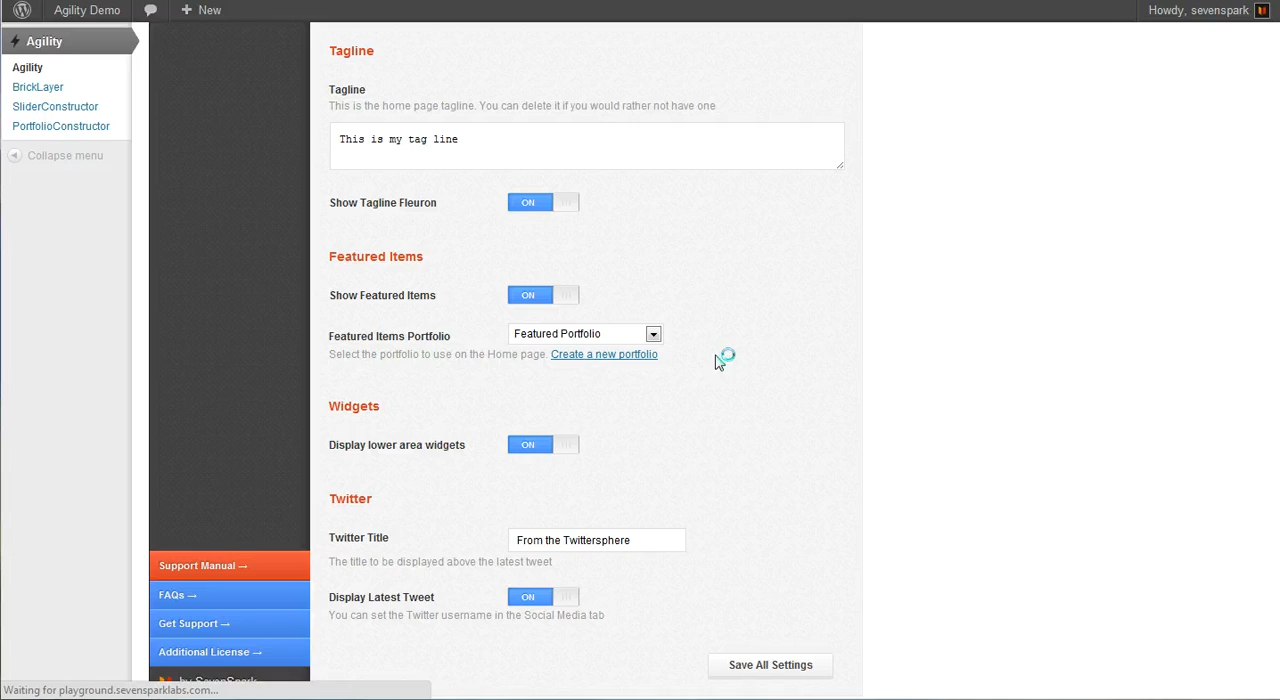 Agility Demo
New
Howdy, sevenspark
Agility
Agility
BrickLayer
SliderConstructor
PortfolioConstructor
Collapse menu
Support Manual →
FAQs →
Get Support →
Additional License →
by SevenSpark
Tagline
Tagline
This is the home page tagline. You can delete it if you would rather not have one
This is my tag line
Show Tagline Fleuron
ON
Featured Items
Show Featured Items
ON
Featured Items Portfolio
Featured Portfolio
Select the portfolio to use on the Home page. Create a new portfolio
Widgets
Display lower area widgets
ON
Twitter
Twitter Title
From the Twittersphere
The title to be displayed above the latest tweet
Display Latest Tweet
ON
You can set the Twitter username in the Social Media tab
Save All Settings
Waiting for playground.sevensparklabs.com...